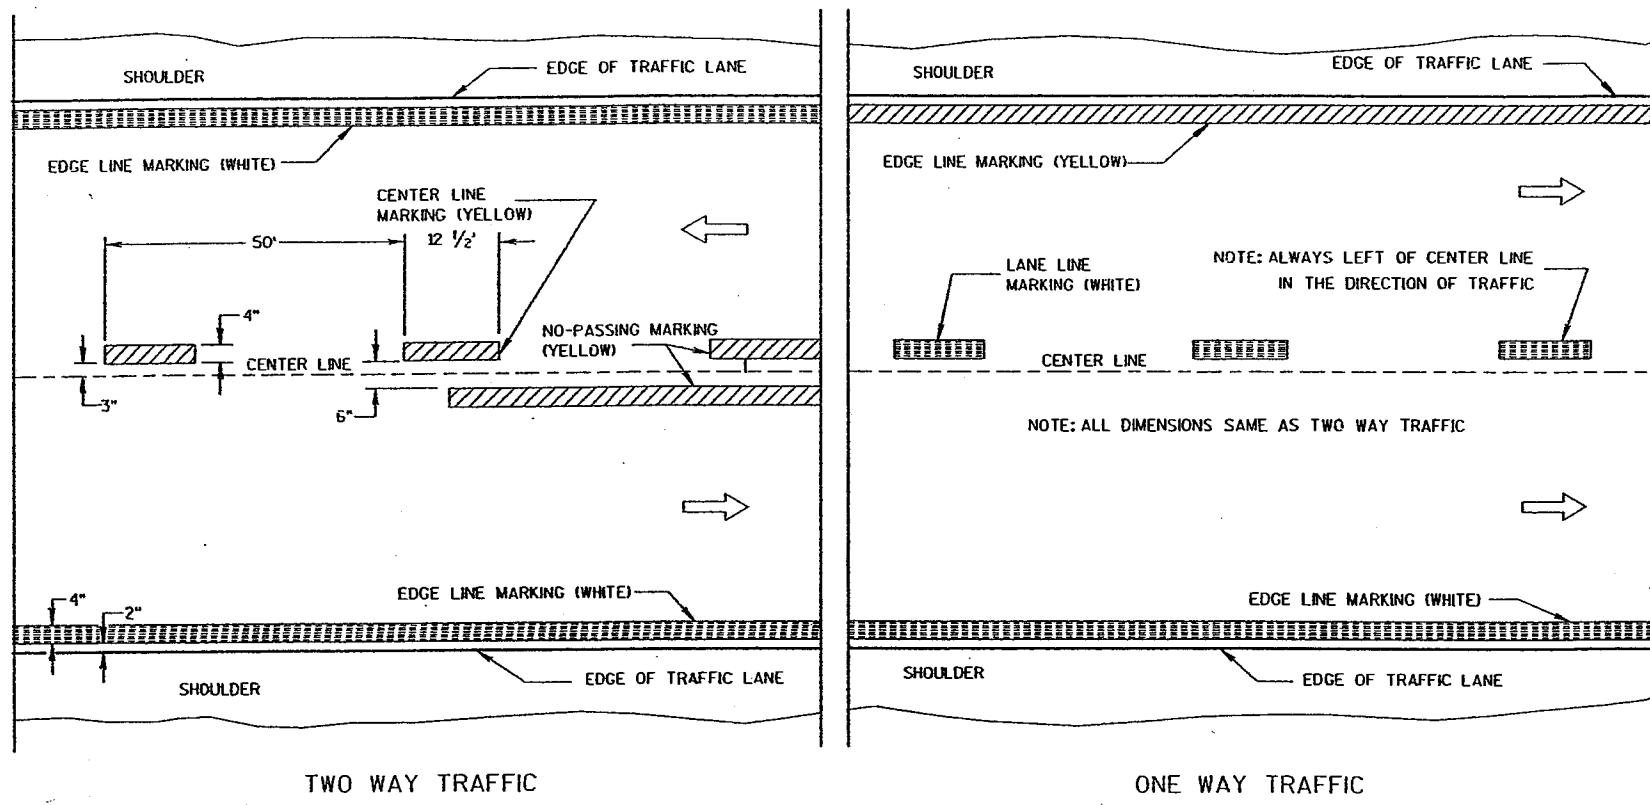 SHOULDER
EDGE OF TRAFFIC LANE
EDGE LINE MARKING (WHITE)
CENTER LINE
MARKING (YELLOW)
50'
12 1/2'
4"
NO-PASSING MARKING
(YELLOW)
CENTER LINE
3"
6"
EDGE LINE MARKING (WHITE)
4"
2"
EDGE OF TRAFFIC LANE
SHOULDER
TWO WAY TRAFFIC
SHOULDER
EDGE OF TRAFFIC LANE
EDGE LINE MARKING (YELLOW)
LANE LINE
MARKING (WHITE)
NOTE: ALWAYS LEFT OF CENTER LINE
IN THE DIRECTION OF TRAFFIC
CENTER LINE
NOTE: ALL DIMENSIONS SAME AS TWO WAY TRAFFIC
EDGE LINE MARKING (WHITE)
SHOULDER
EDGE OF TRAFFIC LANE
ONE WAY TRAFFIC